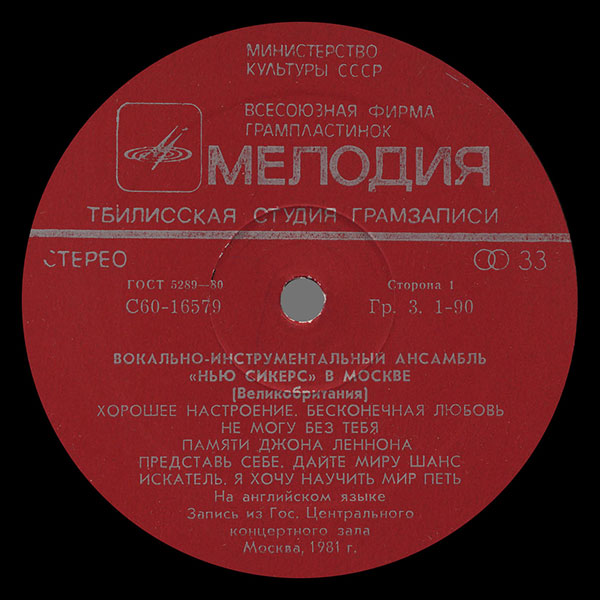 МИНИСТЕРСТВО
КУЛЬТУРЫ СССР
ВСЕСОЮЗНАЯ ФИРМА
ГРАМПЛАСТИНОК
МЕЛОДИЯ
ТБИЛИССКАЯ СТУДИЯ ГРАМЗАПИСИ
СТЕРЕО
33
ГОСТ 5289—80
Сторона 1
С60-16579
Гр. 3. 1-90
ВОКАЛЬНО-ИНСТРУМЕНТАЛЬНЫЙ АНСАМБЛЬ
«НЬЮ СИКЕРС» В МОСКВЕ
(Великобритания)
ХОРОШЕЕ НАСТРОЕНИЕ. БЕСКОНЕЧНАЯ ЛЮБОВЬ
НЕ МОГУ БЕЗ ТЕБЯ
ПАМЯТИ ДЖОНА ЛЕННОНА
ПРЕДСТАВЬ СЕБЕ. ДАЙТЕ МИРУ ШАНС
ИСКАТЕЛЬ. Я ХОЧУ НАУЧИТЬ МИР ПЕТЬ
На английском языке
Запись из Гос. Центрального
концертного зала
Москва, 1981 г.